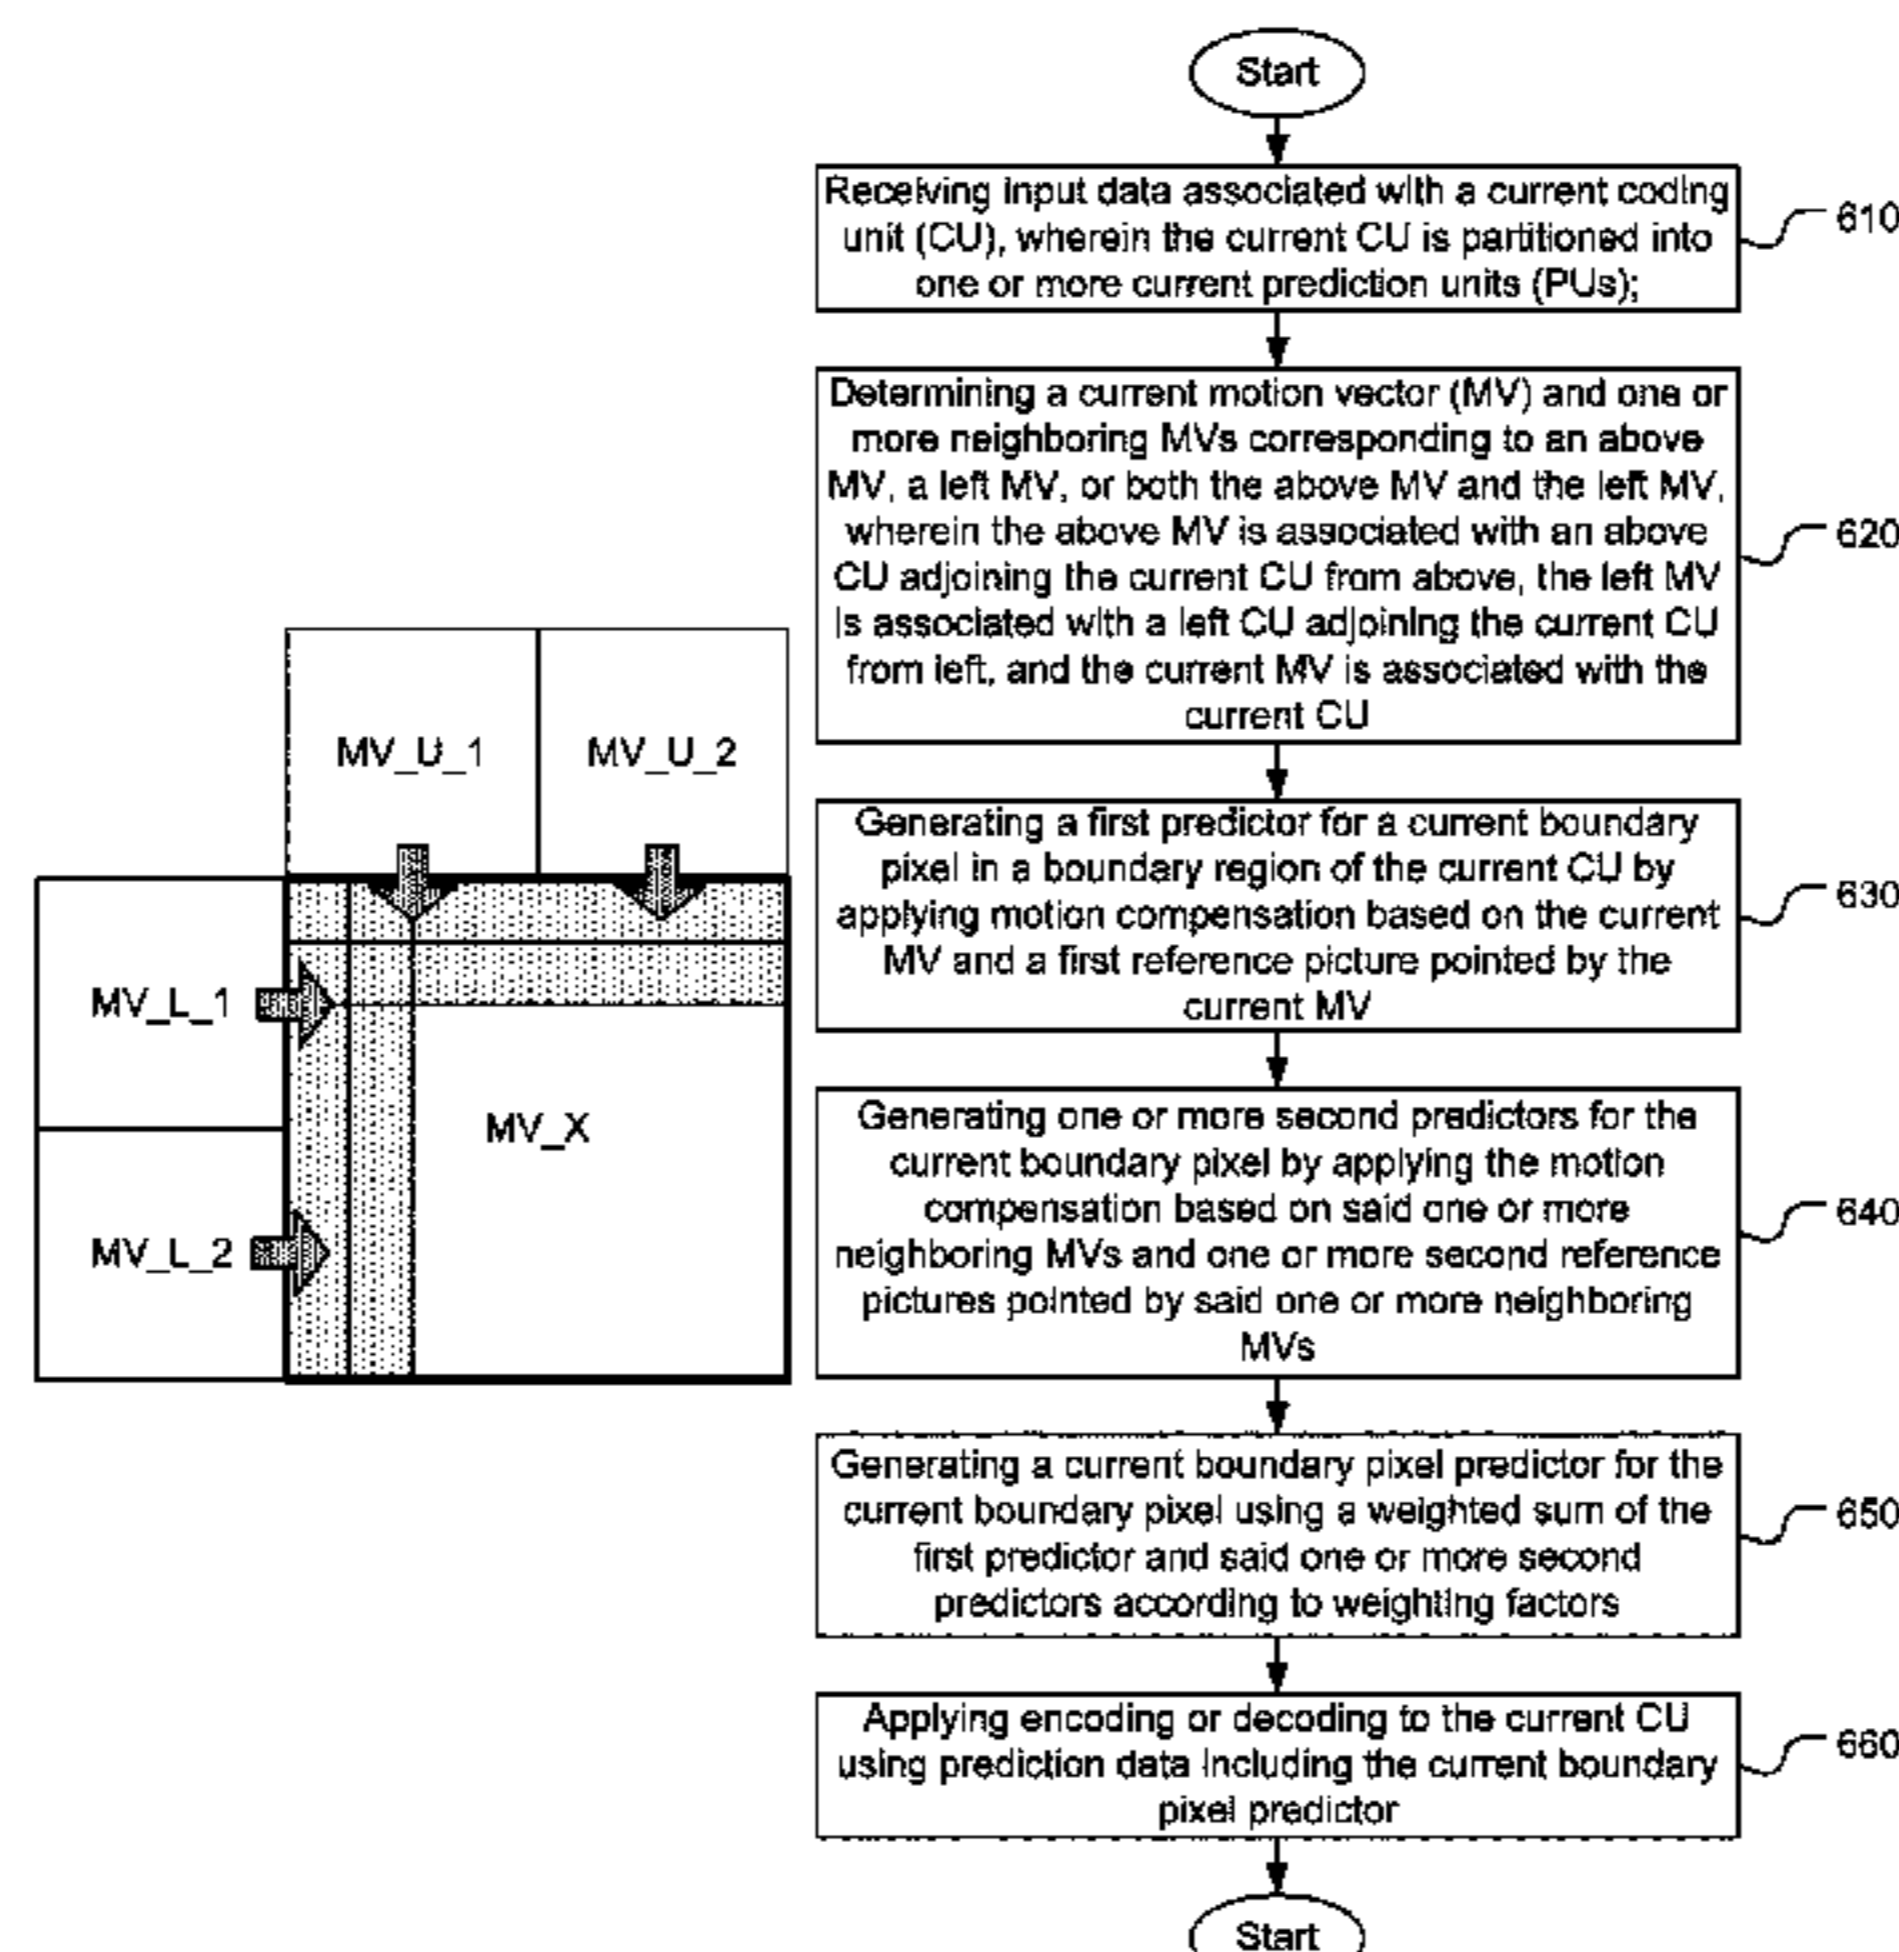 Start
Receiving input data associated with a current coding
unit (CU), wherein the current CU is partitioned into
one or more current prediction units (PUs);
610
Determining a current motion vector (MV) and one or
more neighboring MVs corresponding to an above
MV, a left MV, or both the above MV and the left MV,
wherein the above MV is associated with an above
CU adjoining the current CU from above, the left MV
is associated with a left CU adjoining the current CU
from left, and the current MV is associated with the
current CU
620
MV_U_1
MV_U_2
MV_L_1
MV_X
MV_L_2
Generating a first predictor for a current boundary
pixel in a boundary region of the current CU by
applying motion compensation based on the current
MV and a first reference picture pointed by the
current MV
630
Generating one or more second predictors for the
current boundary pixel by applying the motion
compensation based on said one or more
neighboring MVs and one or more second reference
pictures pointed by said one or more neighboring
MVs
640
Generating a current boundary pixel predictor for the
current boundary pixel using a weighted sum of the
first predictor and said one or more second
predictors according to weighting factors
650
Applying encoding or decoding to the current CU
using prediction data including the current boundary
pixel predictor
660
Start